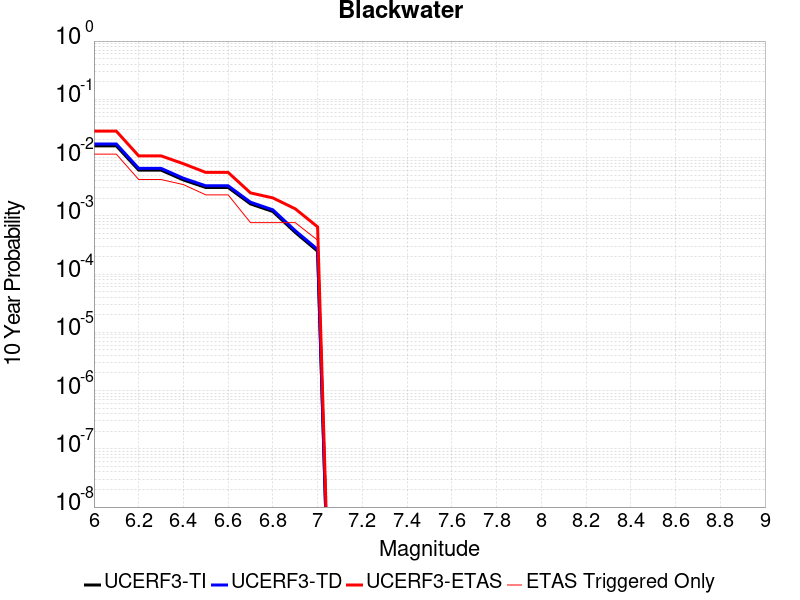 Blackwater
10 0
10 -1
10 -2
10 -3
10 -4
10 -5
10 -6
10 -7
10 -8
10 Year Probability
6 6.2 6.4 6.6 6.8 7 7.2 7.4 7.6 7.8 8 8.2 8.4 8.6 8.8 9
Magnitude
UCERF3-TI UCERF3-TD UCERF3-ETAS ETAS Triggered Only